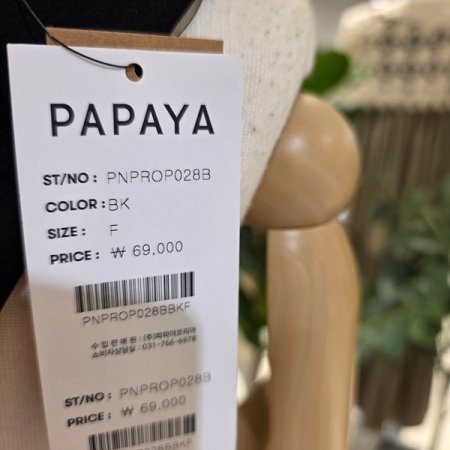 PAPAYA
ST/NO : PNPROP028B
COLOR : BK
SIZE : F
PRICE : ₩ 69,000
PNPROP028BBKF
수입판매원 : (주)파파야코리아
소비자상담실 : 031-766-6978
ST/NO : PNPROP028B
PRICE : ₩ 69,000
PNPROP028BBKF